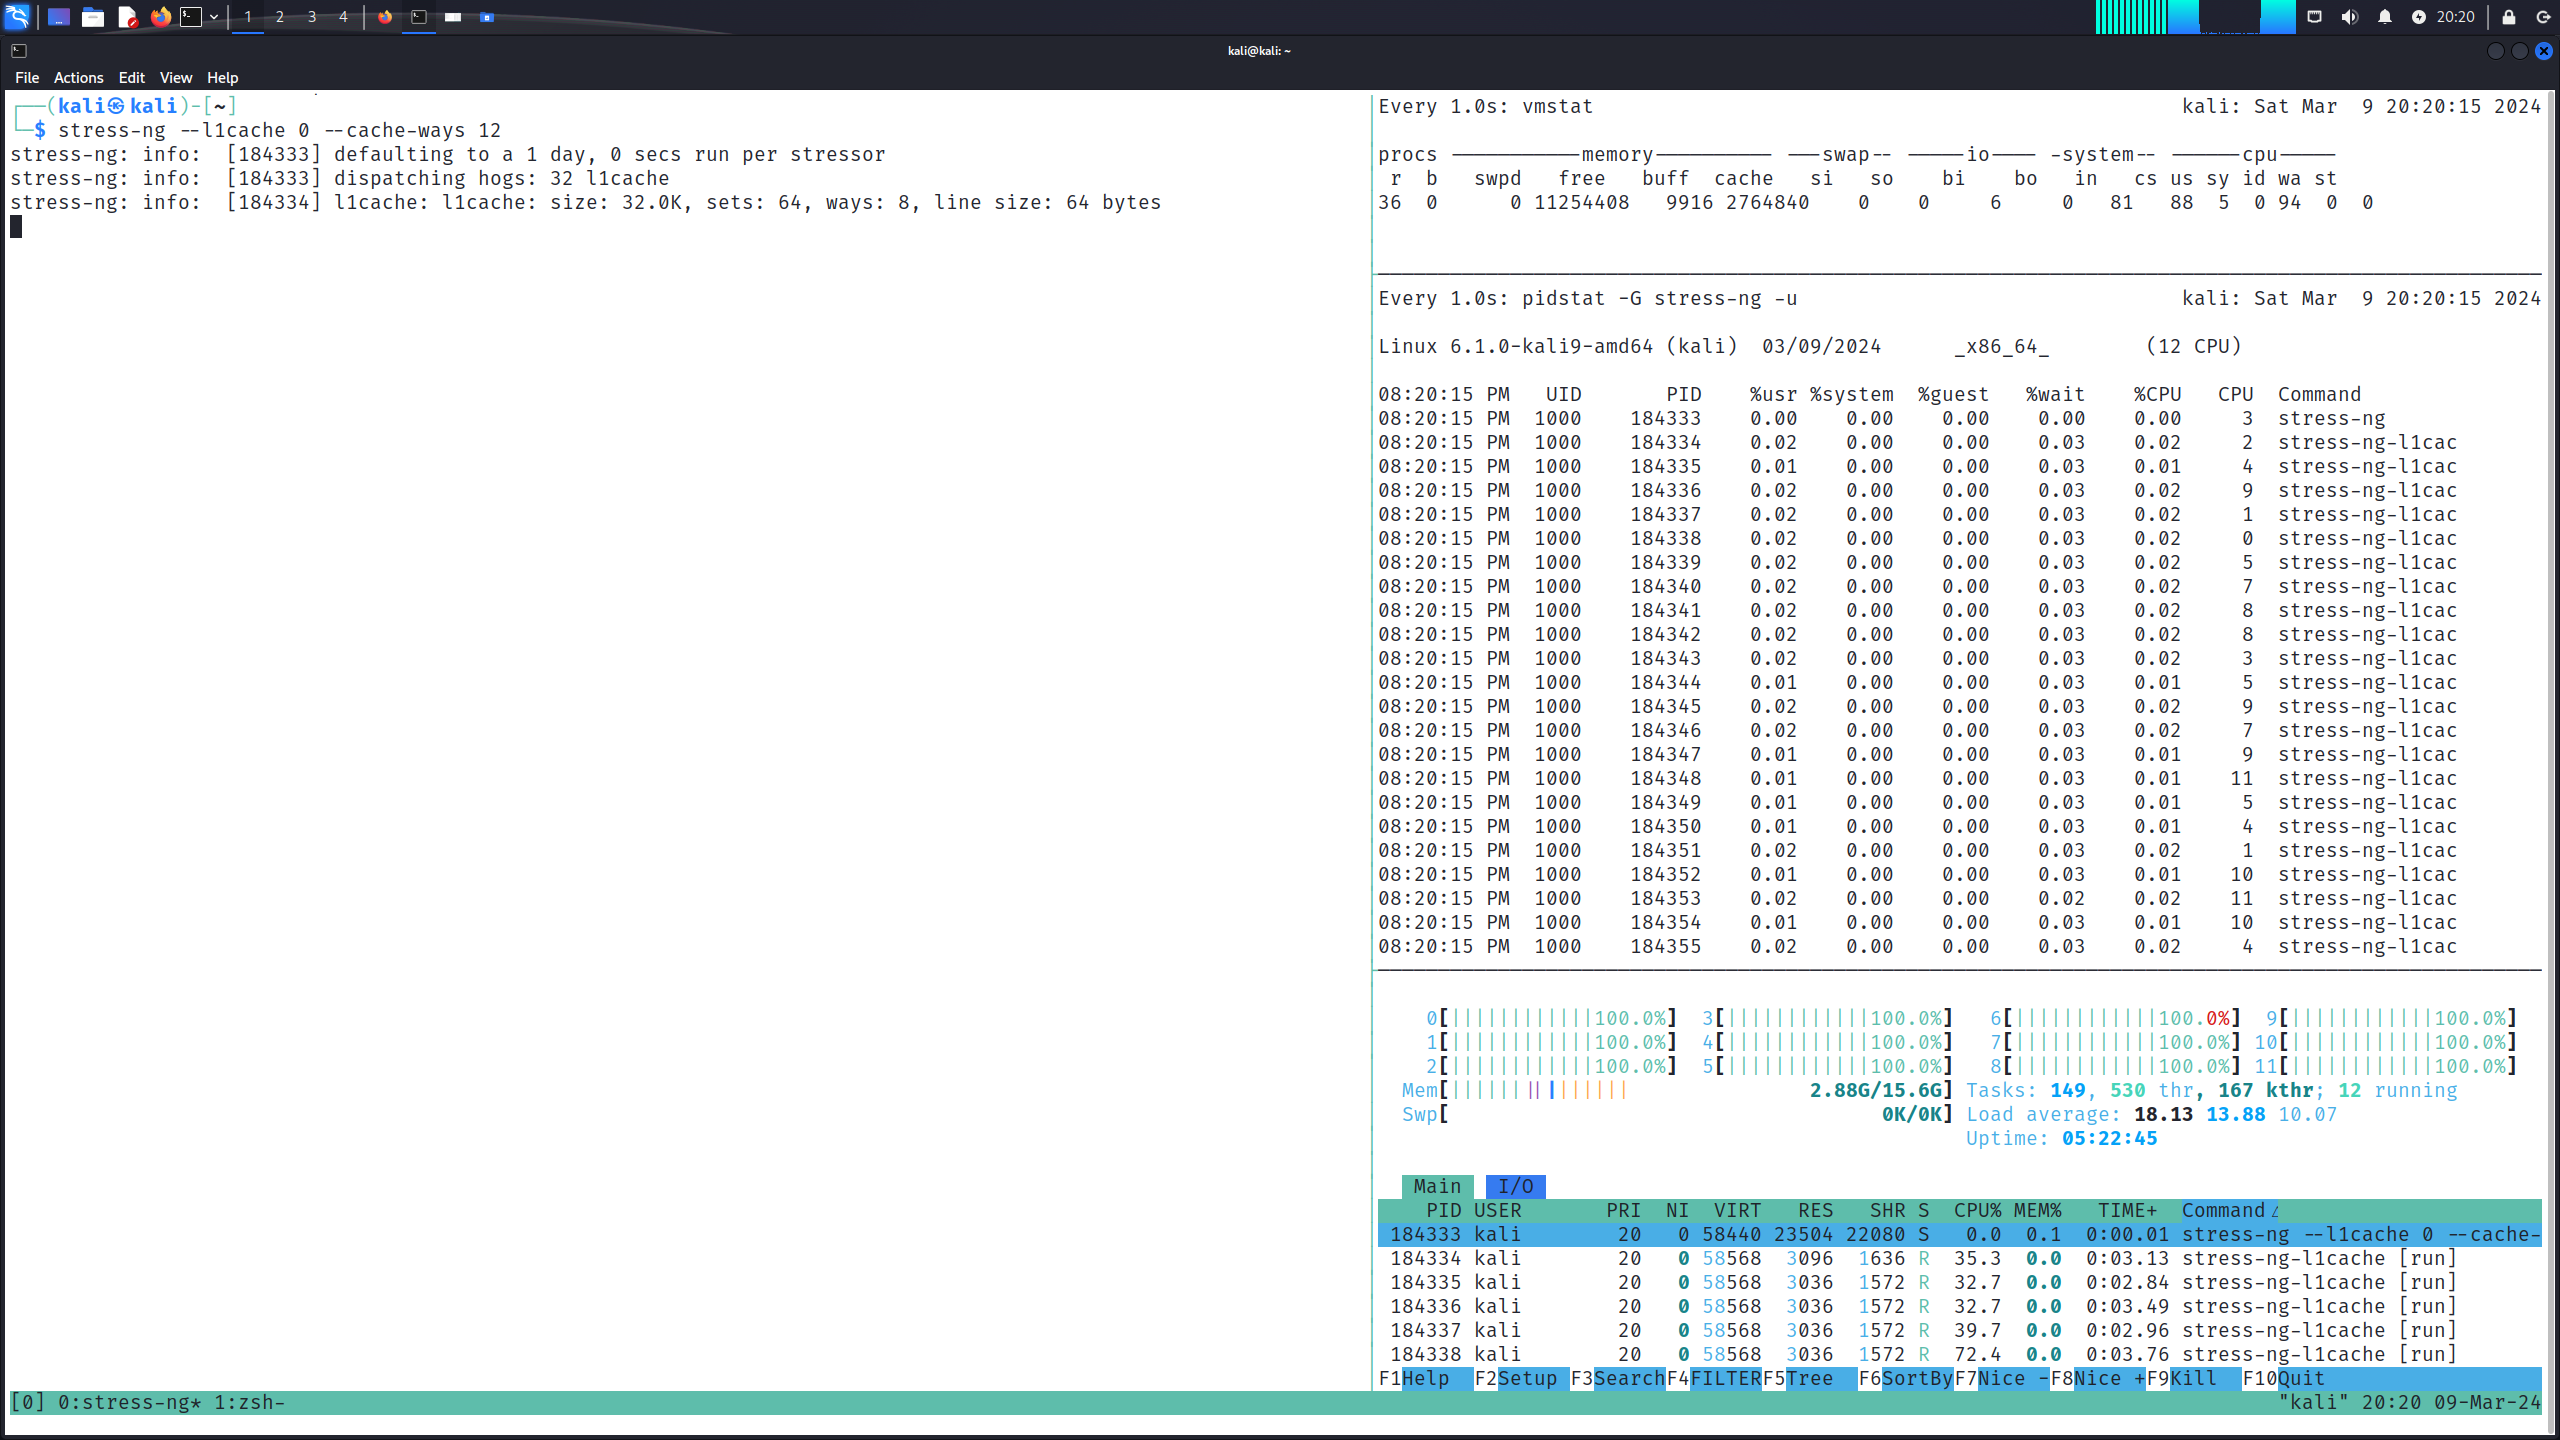 1 2 3 4 20:20
kali@kali: ~
File Actions Edit View Help
┌──(kali㉿kali)-[~]
└─$ stress-ng --l1cache 0 --cache-ways 12
stress-ng: info:  [184333] defaulting to a 1 day, 0 secs run per stressor
stress-ng: info:  [184333] dispatching hogs: 32 l1cache
stress-ng: info:  [184334] l1cache: l1cache: size: 32.0K, sets: 64, ways: 8, line size: 64 bytes
Every 1.0s: vmstat kali: Sat Mar  9 20:20:15 2024
procs -----------memory---------- ---swap-- -----io---- -system-- ------cpu-----
r b swpd free buff cache si so bi bo in cs us sy id wa st
36 0 0 11254408 9916 2764840 0 0 6 0 81 88 5 0 94 0 0
Every 1.0s: pidstat -G stress-ng -u kali: Sat Mar  9 20:20:15 2024
Linux 6.1.0-kali9-amd64 (kali) 03/09/2024 _x86_64_ (12 CPU)
08:20:15 PM UID PID %usr %system %guest %wait %CPU CPU Command
08:20:15 PM 1000 184333 0.00 0.00 0.00 0.00 0.00 3 stress-ng
08:20:15 PM 1000 184334 0.02 0.00 0.00 0.03 0.02 2 stress-ng-l1cac
08:20:15 PM 1000 184335 0.01 0.00 0.00 0.03 0.01 4 stress-ng-l1cac
08:20:15 PM 1000 184336 0.02 0.00 0.00 0.03 0.02 9 stress-ng-l1cac
08:20:15 PM 1000 184337 0.02 0.00 0.00 0.03 0.02 1 stress-ng-l1cac
08:20:15 PM 1000 184338 0.02 0.00 0.00 0.03 0.02 0 stress-ng-l1cac
08:20:15 PM 1000 184339 0.02 0.00 0.00 0.03 0.02 5 stress-ng-l1cac
08:20:15 PM 1000 184340 0.02 0.00 0.00 0.03 0.02 7 stress-ng-l1cac
08:20:15 PM 1000 184341 0.02 0.00 0.00 0.03 0.02 8 stress-ng-l1cac
08:20:15 PM 1000 184342 0.02 0.00 0.00 0.03 0.02 8 stress-ng-l1cac
08:20:15 PM 1000 184343 0.02 0.00 0.00 0.03 0.02 3 stress-ng-l1cac
08:20:15 PM 1000 184344 0.01 0.00 0.00 0.03 0.01 5 stress-ng-l1cac
08:20:15 PM 1000 184345 0.02 0.00 0.00 0.03 0.02 9 stress-ng-l1cac
08:20:15 PM 1000 184346 0.02 0.00 0.00 0.03 0.02 7 stress-ng-l1cac
08:20:15 PM 1000 184347 0.01 0.00 0.00 0.03 0.01 9 stress-ng-l1cac
08:20:15 PM 1000 184348 0.01 0.00 0.00 0.03 0.01 11 stress-ng-l1cac
08:20:15 PM 1000 184349 0.01 0.00 0.00 0.03 0.01 5 stress-ng-l1cac
08:20:15 PM 1000 184350 0.01 0.00 0.00 0.03 0.01 4 stress-ng-l1cac
08:20:15 PM 1000 184351 0.02 0.00 0.00 0.03 0.02 1 stress-ng-l1cac
08:20:15 PM 1000 184352 0.01 0.00 0.00 0.03 0.01 10 stress-ng-l1cac
08:20:15 PM 1000 184353 0.02 0.00 0.00 0.02 0.02 11 stress-ng-l1cac
08:20:15 PM 1000 184354 0.01 0.00 0.00 0.03 0.01 10 stress-ng-l1cac
08:20:15 PM 1000 184355 0.02 0.00 0.00 0.03 0.02 4 stress-ng-l1cac
0[||||||||||||100.0%] 3[||||||||||||100.0%] 6[||||||||||||100.0%] 9[||||||||||||100.0%]
1[||||||||||||100.0%] 4[||||||||||||100.0%] 7[||||||||||||100.0%] 10[||||||||||||100.0%]
2[||||||||||||100.0%] 5[||||||||||||100.0%] 8[||||||||||||100.0%] 11[||||||||||||100.0%]
Mem[|||||||||||||||2.88G/15.6G] Tasks: 149, 530 thr, 167 kthr; 12 running
Swp[0K/0K] Load average: 18.13 13.88 10.07
Uptime: 05:22:45
Main I/O
PID USER PRI NI VIRT RES SHR S CPU% MEM% TIME+ Command△
184333 kali 20 0 58440 23504 22080 S 0.0 0.1 0:00.01 stress-ng --l1cache 0 --cache-
184334 kali 20 0 58568 3096 1636 R 35.3 0.0 0:03.13 stress-ng-l1cache [run]
184335 kali 20 0 58568 3036 1572 R 32.7 0.0 0:02.84 stress-ng-l1cache [run]
184336 kali 20 0 58568 3036 1572 R 32.7 0.0 0:03.49 stress-ng-l1cache [run]
184337 kali 20 0 58568 3036 1572 R 39.7 0.0 0:02.96 stress-ng-l1cache [run]
184338 kali 20 0 58568 3036 1572 R 72.4 0.0 0:03.76 stress-ng-l1cache [run]
F1Help F2Setup F3SearchF4FILTERF5Tree F6SortByF7Nice -F8Nice +F9Kill F10Quit
[0] 0:stress-ng* 1:zsh- "kali" 20:20 09-Mar-24